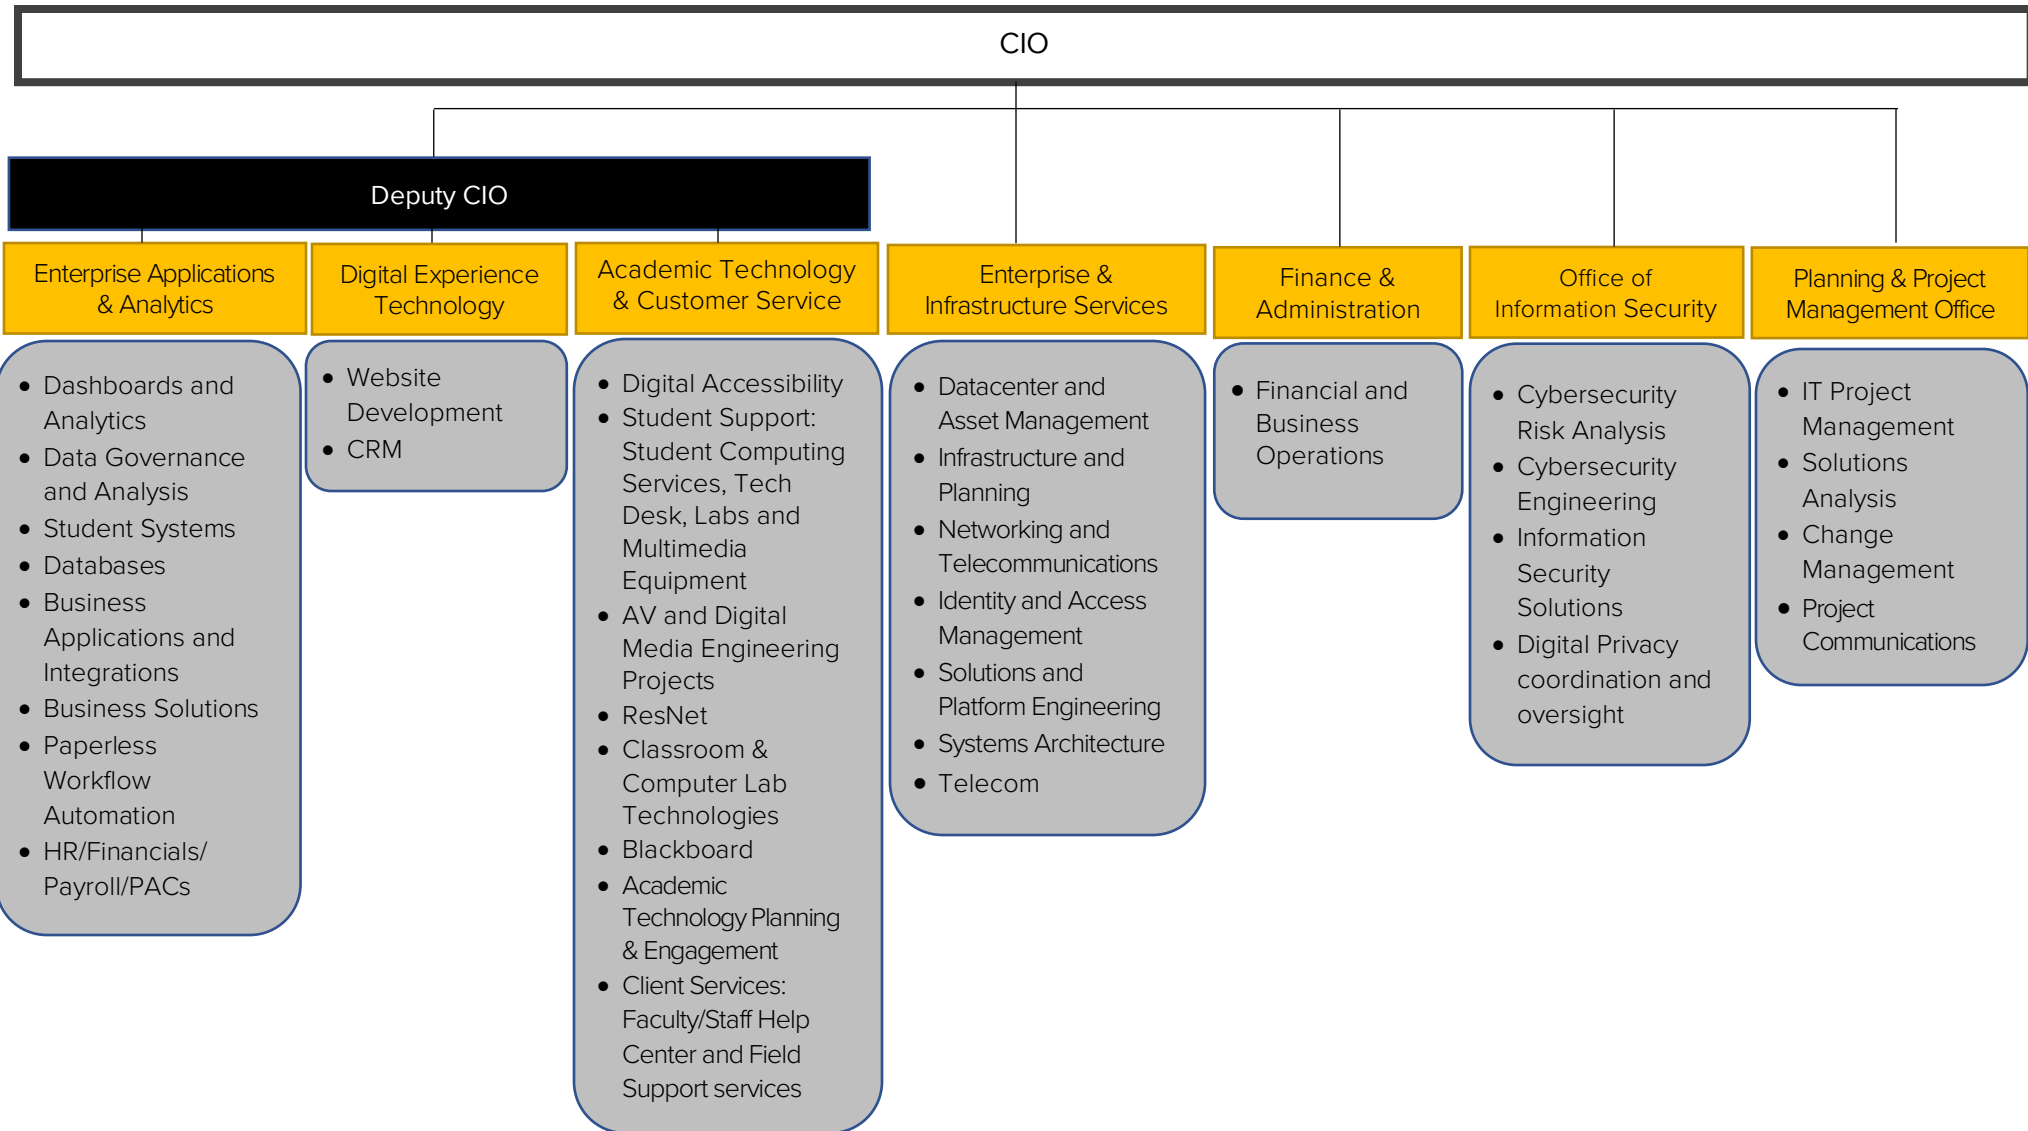 CIO
Deputy CIO
Enterprise Applications
& Analytics
Digital Experience
Technology
Academic Technology
& Customer Service
Enterprise &
Infrastructure Services
Finance &
Administration
Office of
Information Security
Planning & Project
Management Office
• Dashboards and
Analytics
• Data Governance
and Analysis
• Student Systems
• Databases
• Business
Applications and
Integrations
• Business Solutions
• Paperless
Workflow
Automation
• HR/Financials/
Payroll/PACs
• Website
Development
• CRM
• Digital Accessibility
• Student Support:
Student Computing
Services, Tech
Desk, Labs and
Multimedia
Equipment
• AV and Digital
Media Engineering
Projects
• ResNet
• Classroom &
Computer Lab
Technologies
• Blackboard
• Academic
Technology Planning
& Engagement
• Client Services:
Faculty/Staff Help
Center and Field
Support services
• Datacenter and
Asset Management
• Infrastructure and
Planning
• Networking and
Telecommunications
• Identity and Access
Management
• Solutions and
Platform Engineering
• Systems Architecture
• Telecom
• Financial and
Business
Operations
• Cybersecurity
Risk Analysis
• Cybersecurity
Engineering
• Information
Security
Solutions
• Digital Privacy
coordination and
oversight
• IT Project
Management
• Solutions
Analysis
• Change
Management
• Project
Communications